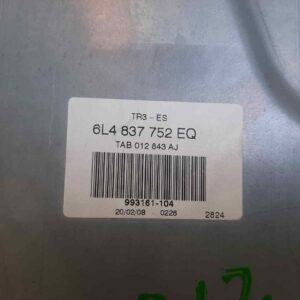 TR3 - ES
6L4 837 752 EQ
TAB 012 843 AJ
993161-104
20/02/08 - 0226
2824